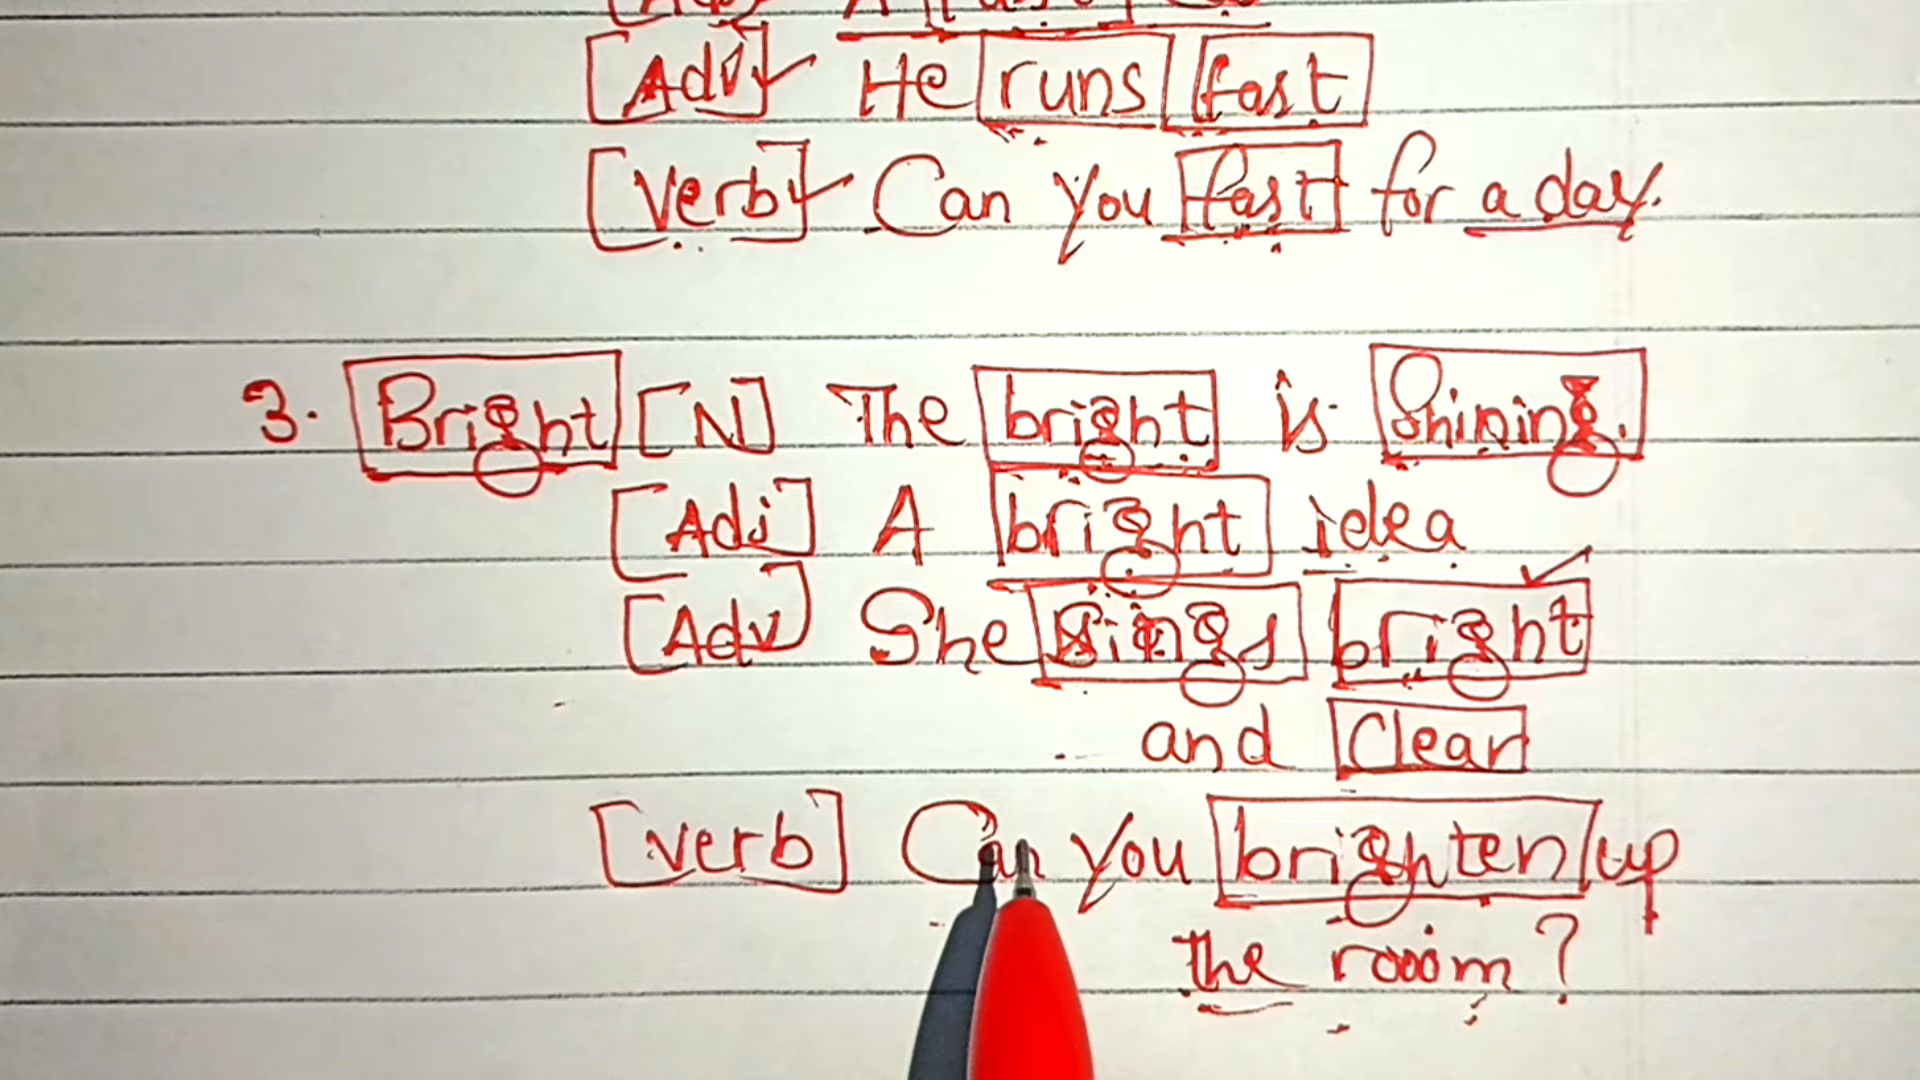 [Adv] He runs fast
[Verb] Can you fast for a day.
3. Bright [N] The bright is Shining.
[Adj] A bright idea
[Adv] She sings bright
and Clear
[verb] Can you brighten up
the rooom?